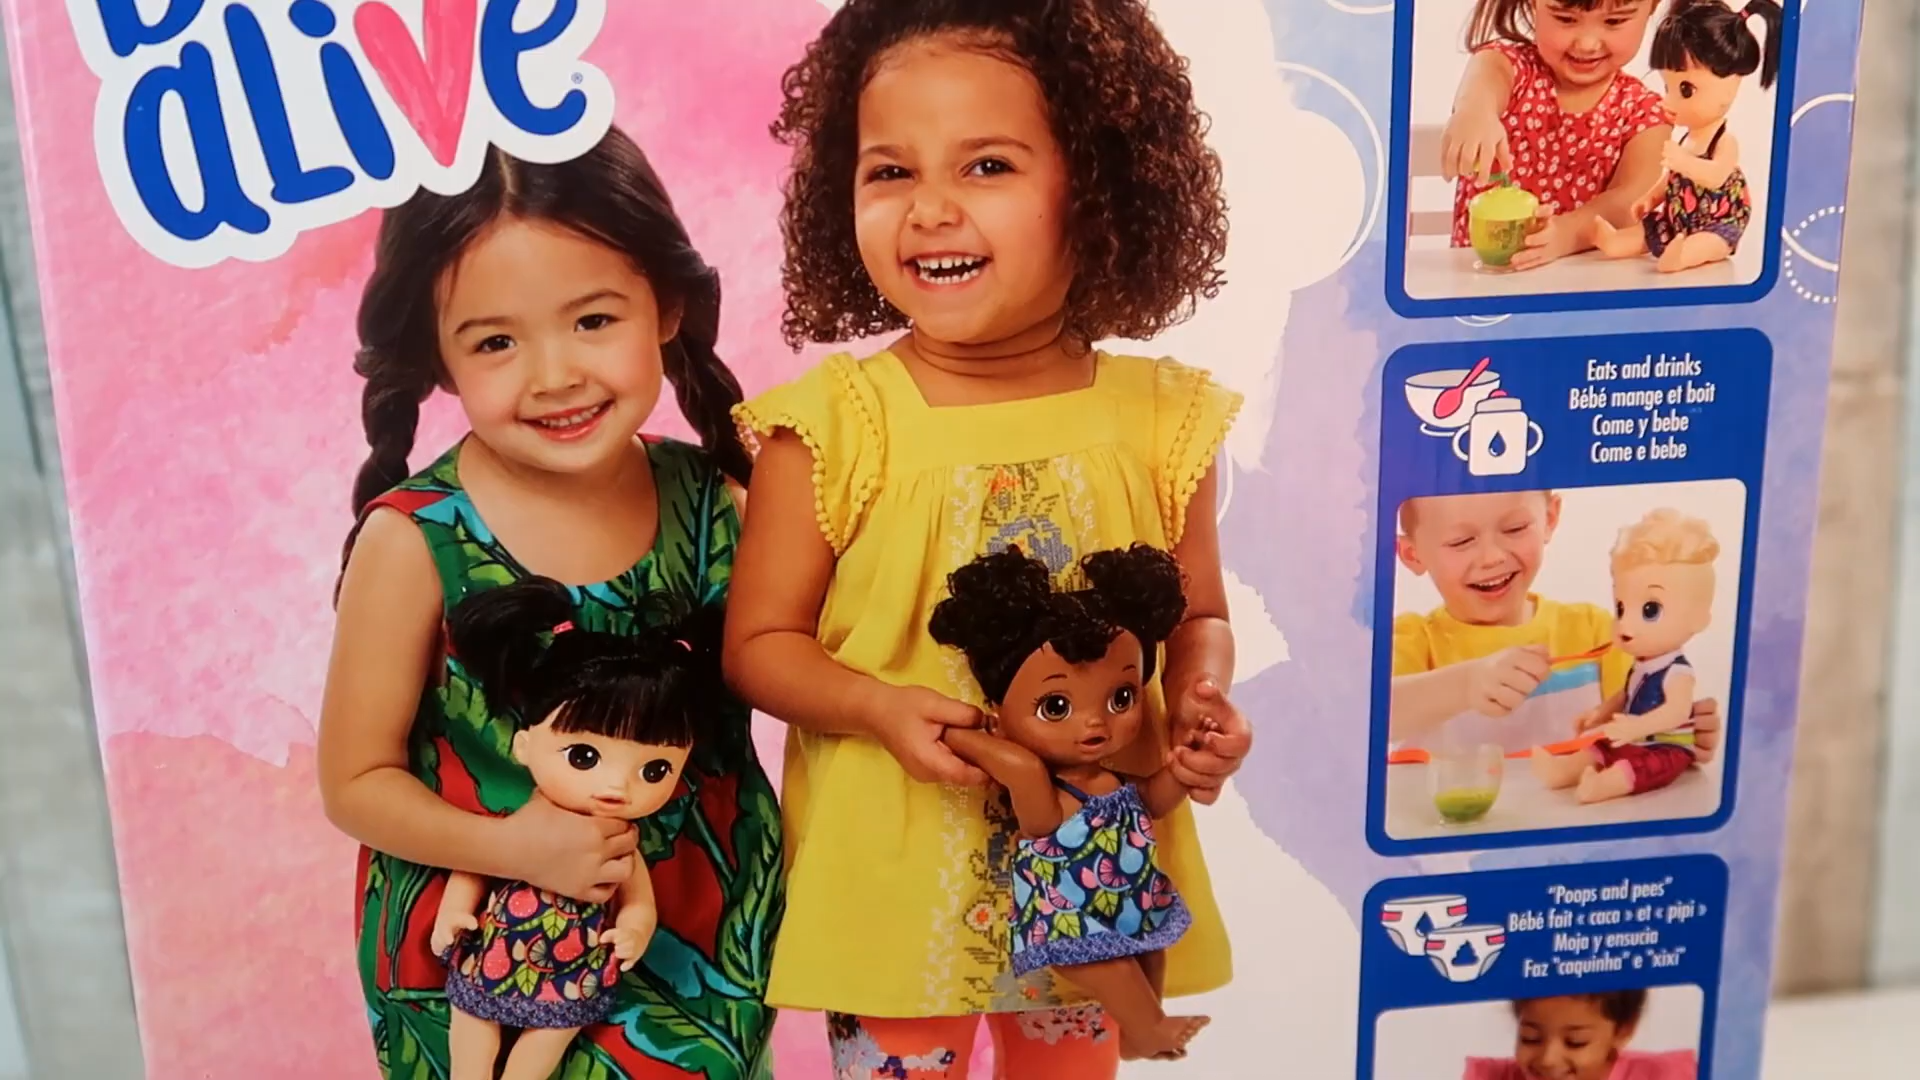 aLive®
Eats and drinks
Bébé mange et boit
Come y bebe
Come e bebe
"Poops and pees"
Bébé fait « caca » et « pipi »
Moja y ensucia
Faz "caquinha" e "xixi"